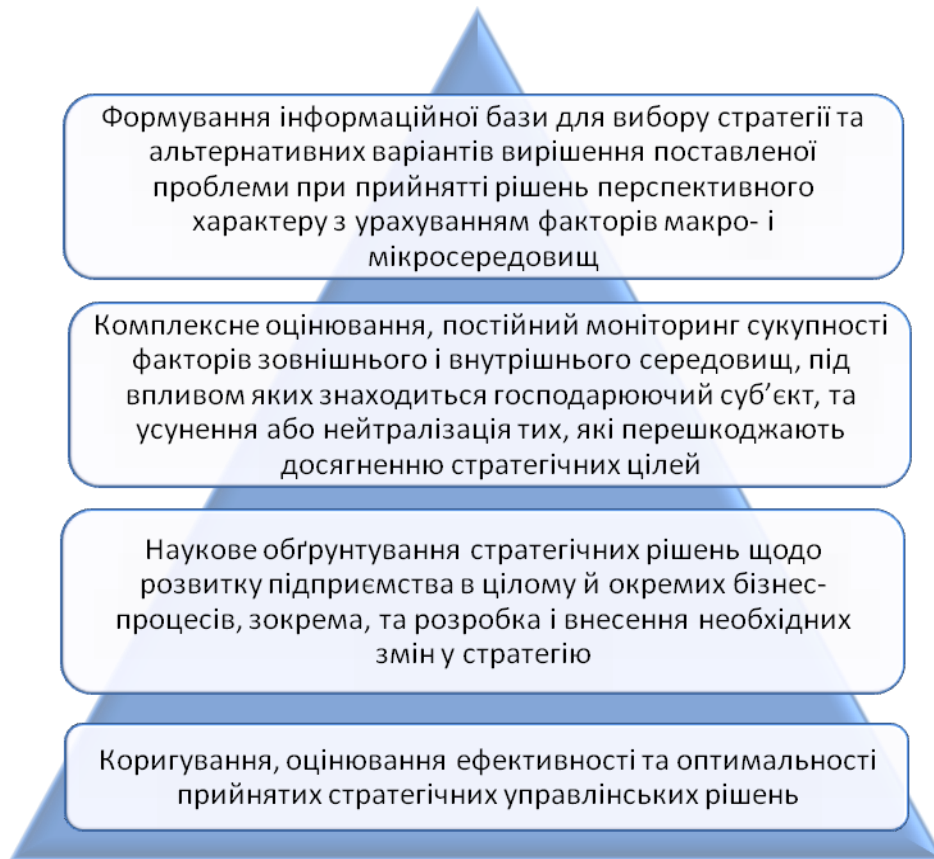 Формування інформаційної бази для вибору стратегії та
альтернативних варіантів вирішення поставленої
проблеми при прийнятті рішень перспективного
характеру з урахуванням факторів макро- і
мікросередовищ
Комплексне оцінювання, постійний моніторинг сукупності
факторів зовнішнього і внутрішнього середовищ, під
впливом яких знаходиться господарюючий суб’єкт, та
усунення або нейтралізація тих, які перешкоджають
досягненню стратегічних цілей
Наукове обґрунтування стратегічних рішень щодо
розвитку підприємства в цілому й окремих бізнес-
процесів, зокрема, та розробка і внесення необхідних
змін у стратегію
Коригування, оцінювання ефективності та оптимальності
прийнятих стратегічних управлінських рішень